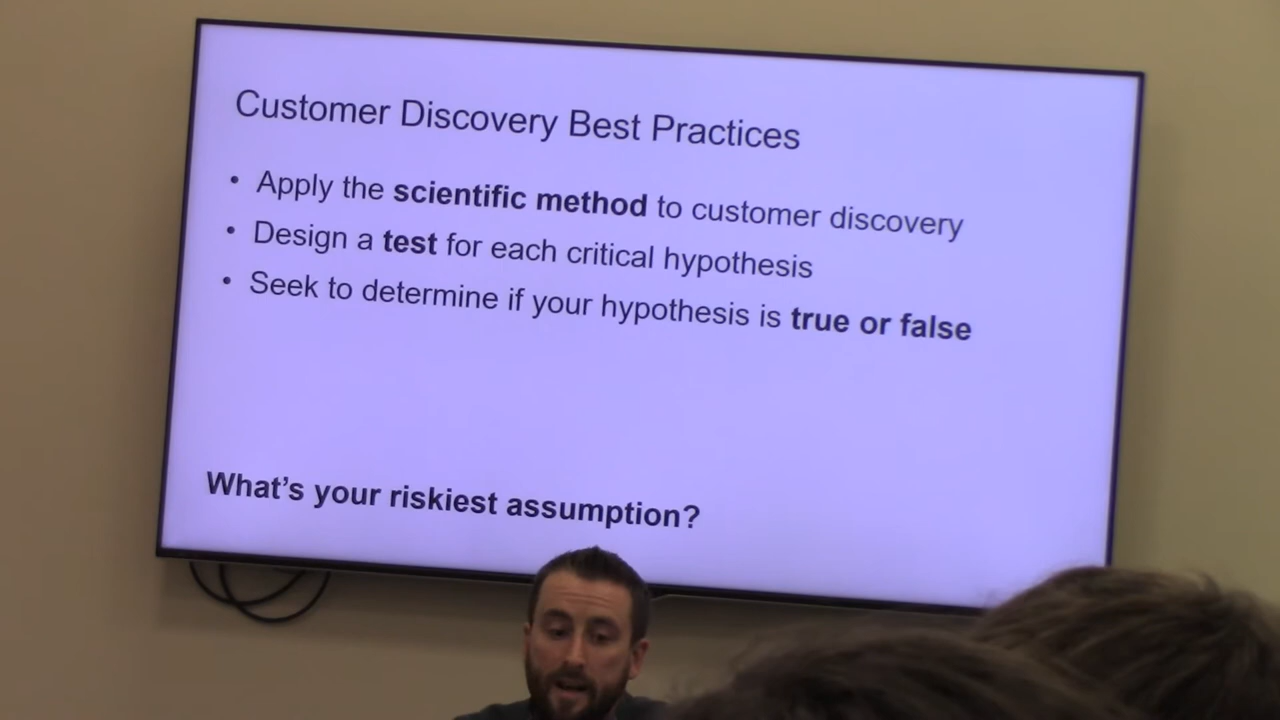 Customer Discovery Best Practices
• Apply the scientific method to customer discovery
• Design a test for each critical hypothesis
• Seek to determine if your hypothesis is true or false
What’s your riskiest assumption?